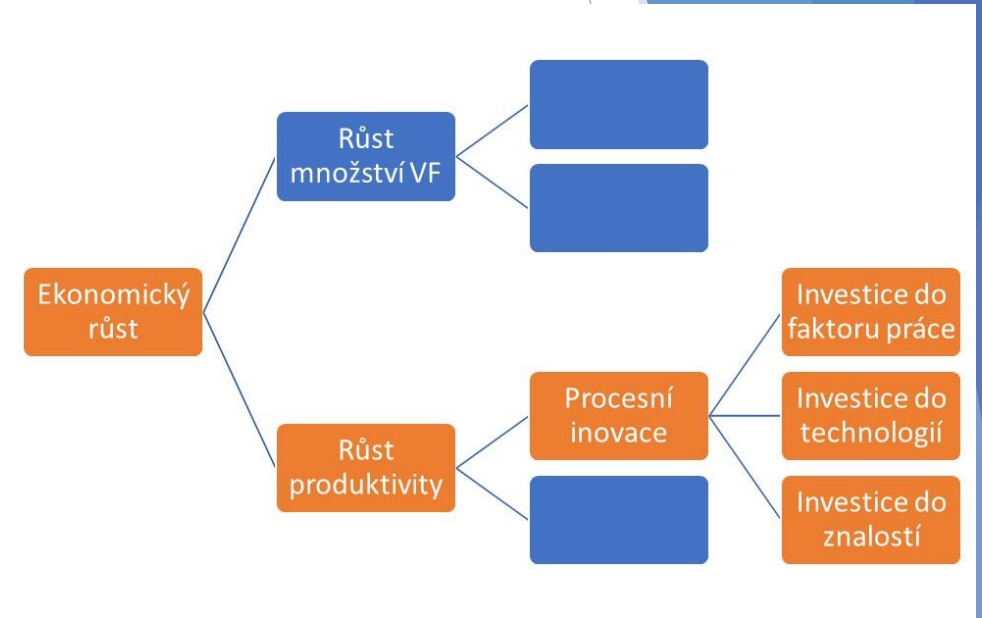 Ekonomický
růst
Růst
množství VF
Růst
produktivity
Procesní
inovace
Investice do
faktoru práce
Investice do
technologií
Investice do
znalostí